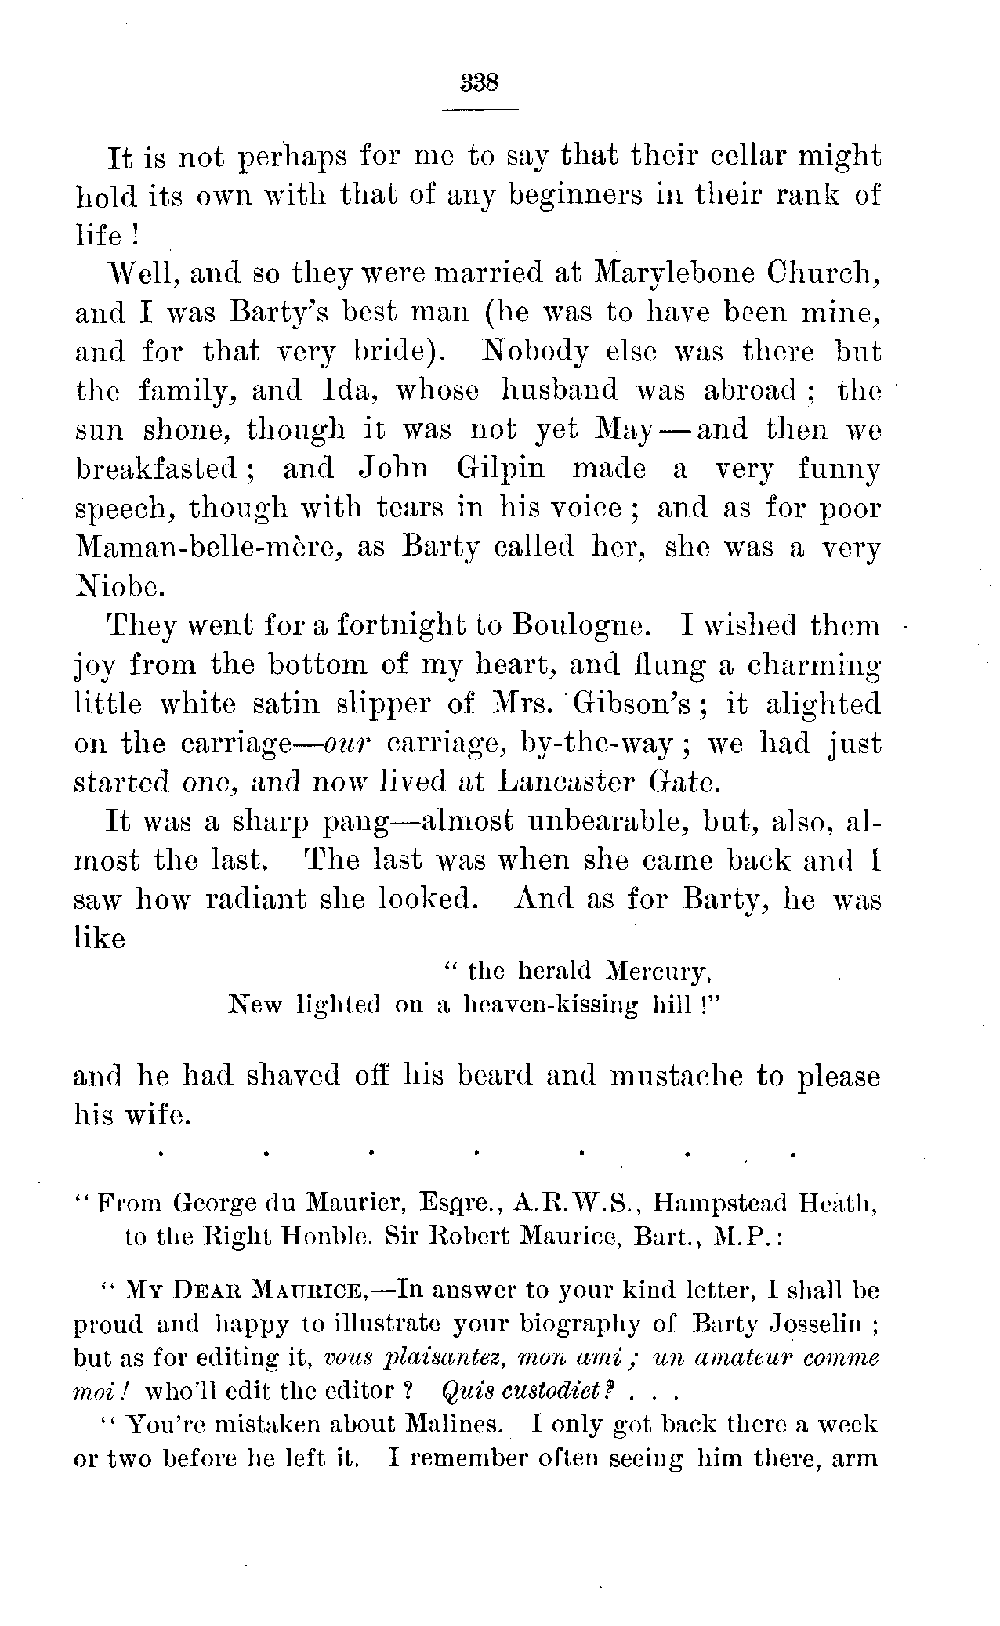 338
It is not perhaps for me to say that their cellar might
hold its own with that of any beginners in their rank of
life !
Well, and so they were married at Marylebone Church,
and I was Barty's best man (he was to have been mine,
and for that very bride). Nobody else was there but
the family, and Ida, whose husband was abroad ; the
sun shone, though it was not yet May — and then we
breakfasted ; and John Gilpin made a very funny
speech, though with tears in his voice ; and as for poor
Maman-belle-mère, as Barty called her, she was a very
Niobe.
They went for a fortnight to Boulogne. I wished them
joy from the bottom of my heart, and flung a charming
little white satin slipper of Mrs. Gibson's ; it alighted
on the carriage—our carriage, by-the-way ; we had just
started one, and now lived at Lancaster Gate.
It was a sharp pang—almost unbearable, but, also, al-
most the last. The last was when she came back and I
saw how radiant she looked. And as for Barty, he was
like
" the herald Mercury,
New lighted on a heaven-kissing hill !"
and he had shaved off his beard and mustache to please
his wife.
. . . . . . .
" From George du Maurier, Esqre., A.R.W.S., Hampstead Heath,
to the Right Honble. Sir Robert Maurice, Bart., M.P. :
" MY DEAR MAURICE,—In answer to your kind letter, I shall be
proud and happy to illustrate your biography of Barty Josselin ;
but as for editing it, vous plaisantez, mon ami ; un amateur comme
moi ! who'll edit the editor ? Quis custodiet ? . . .
" You're mistaken about Malines. I only got back there a week
or two before he left it. I remember often seeing him there, arm